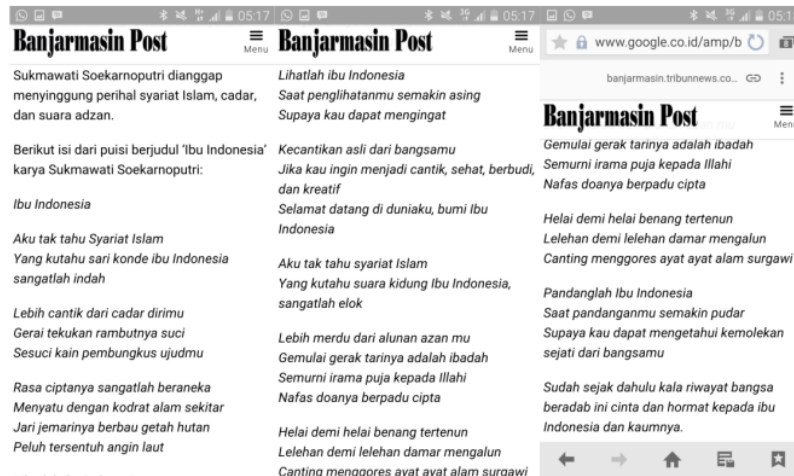 05:17
Banjarmasin Post
Menu
Sukmawati Soekarnoputri dianggap
menyinggung perihal syariat Islam, cadar,
dan suara adzan.
Berikut isi dari puisi berjudul 'Ibu Indonesia'
karya Sukmawati Soekarnoputri:
Ibu Indonesia
Aku tak tahu Syariat Islam
Yang kutahu sari konde ibu Indonesia
sangatlah indah
Lebih cantik dari cadar dirimu
Gerai tekukan rambutnya suci
Sesuci kain pembungkus ujudmu
Rasa ciptanya sangatlah beraneka
Menyatu dengan kodrat alam sekitar
Jari jemarinya berbau getah hutan
Peluh tersentuh angin laut
3G 05:17
Banjarmasin Post
Menu
Lihatlah ibu Indonesia
Saat penglihatanmu semakin asing
Supaya kau dapat mengingat
Kecantikan asli dari bangsamu
Jika kau ingin menjadi cantik, sehat, berbudi,
dan kreatif
Selamat datang di duniaku, bumi Ibu
Indonesia
Aku tak tahu syariat Islam
Yang kutahu suara kidung Ibu Indonesia,
sangatlah elok
Lebih merdu dari alunan azan mu
Gemulai gerak tarinya adalah ibadah
Semurni irama puja kepada Illahi
Nafas doanya berpadu cipta
Helai demi helai benang tertenun
Lelehan demi lelehan damar mengalun
Canting menggores ayat ayat alam surgawi
3G
www.google.co.id/amp/b
banjarmasin.tribunnews.co...
Banjarmasin Post
Gemulai gerak tarinya adalah ibadah
Semurni irama puja kepada Illahi
Nafas doanya berpadu cipta
Helai demi helai benang tertenun
Lelehan demi lelehan damar mengalun
Canting menggores ayat ayat alam surgawi
Pandanglah Ibu Indonesia
Saat pandanganmu semakin pudar
Supaya kau dapat mengetahui kemolekan
sejati dari bangsamu
Sudah sejak dahulu kala riwayat bangsa
beradab ini cinta dan hormat kepada ibu
Indonesia dan kaumnya.